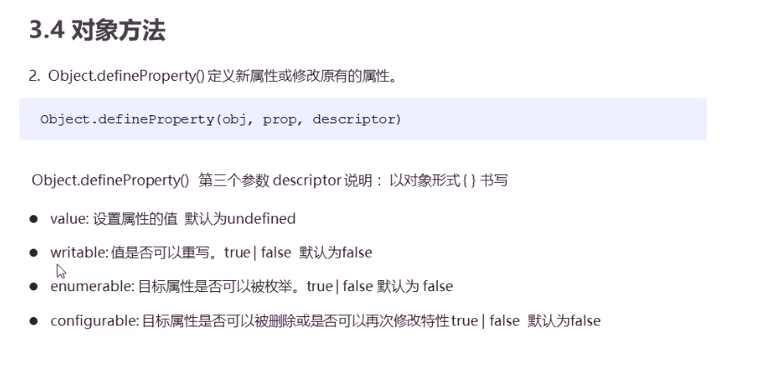 3.4 对象方法
2. Object.defineProperty() 定义新属性或修改原有的属性。
Object.defineProperty(obj, prop, descriptor)
Object.defineProperty() 第三个参数 descriptor 说明： 以对象形式 { } 书写
● value: 设置属性的值 默认为undefined
● writable: 值是否可以重写。true | false 默认为false
● enumerable: 目标属性是否可以被枚举。true | false 默认为 false
● configurable: 目标属性是否可以被删除或是否可以再次修改特性 true | false 默认为false